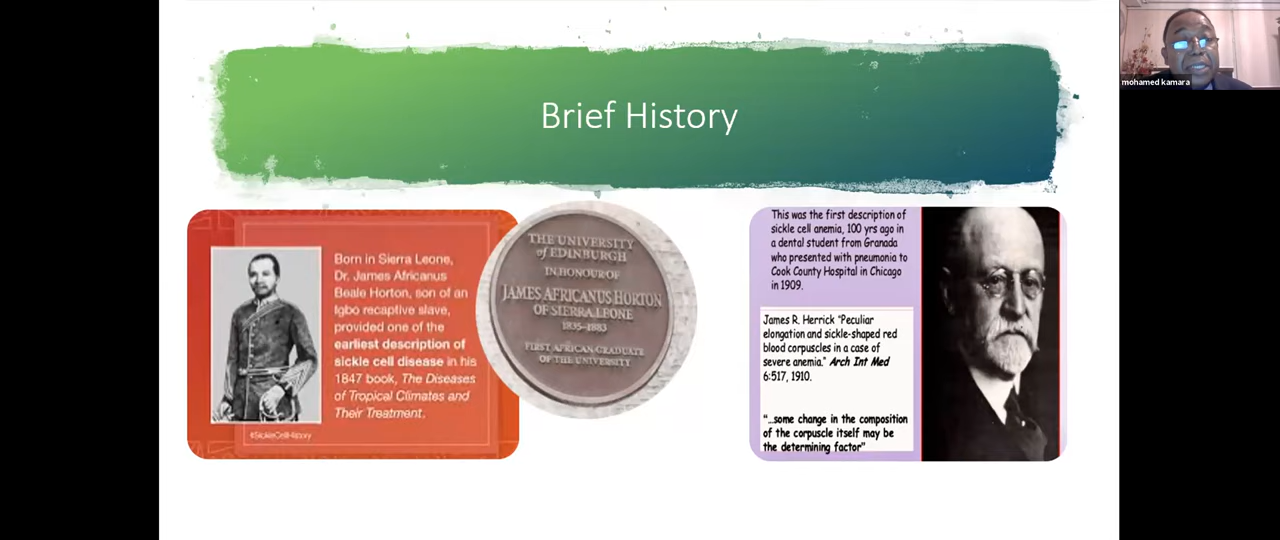 Brief History
Born in Sierra Leone,
Dr. James Africanus
Beale Horton, son of an
Igbo recaptive slave,
provided one of the
earliest description of
sickle cell disease in his
1847 book, The Diseases
of Tropical Climates and
Their Treatment.
#SickleCellHistory
THE UNIVERSITY
of EDINBURGH
IN HONOUR OF
JAMES AFRICANUS HORTON
OF SIERRA LEONE
1835-1883
FIRST AFRICAN GRADUATE
OF THE UNIVERSITY
This was the first description of
sickle cell anemia, 100 yrs ago in
a dental student from Granada
who presented with pneumonia to
Cook County Hospital in Chicago
in 1909.
James R. Herrick "Peculiar
elongation and sickle-shaped red
blood corpuscles in a case of
severe anemia." Arch Int Med
6:517, 1910.
"...some change in the composition
of the corpuscle itself may be
the determining factor"
mohamed kamara